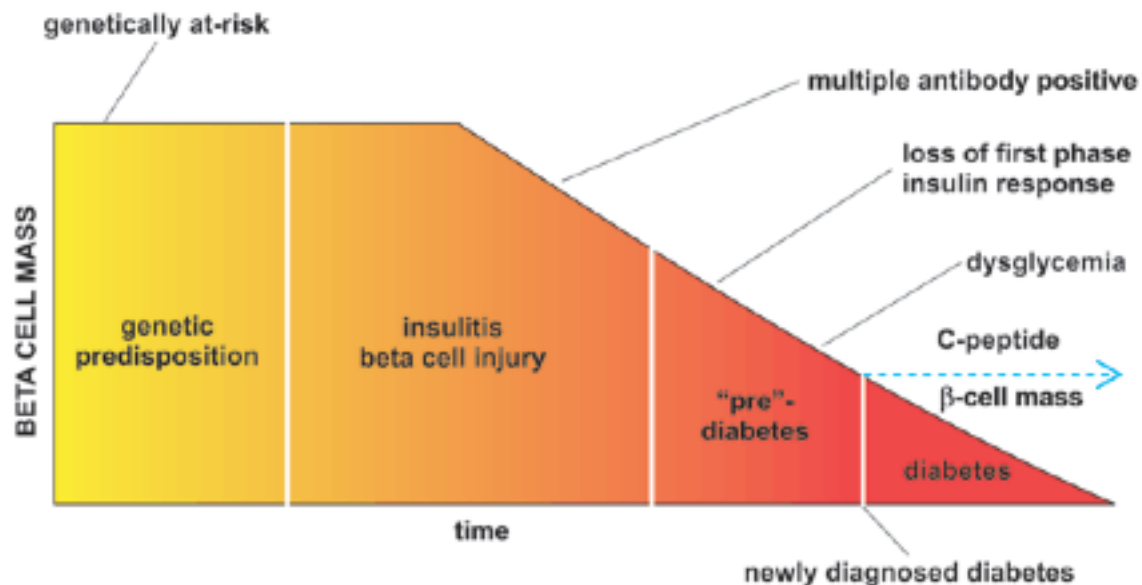 genetically at-risk
multiple antibody positive
loss of first phase
insulin response
dysglycemia
BETA CELL MASS
genetic
predisposition
insulitis
beta cell injury
"pre"-
diabetes
C-peptide
β-cell mass
diabetes
time
newly diagnosed diabetes